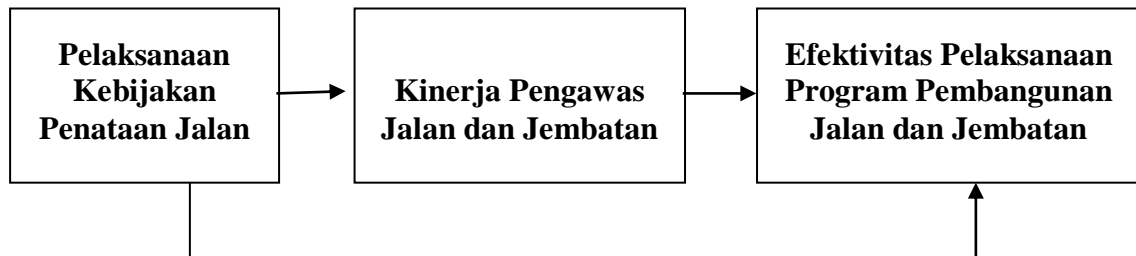 Pelaksanaan
Kebijakan
Penataan Jalan
Kinerja Pengawas
Jalan dan Jembatan
Efektivitas Pelaksanaan
Program Pembangunan
Jalan dan Jembatan